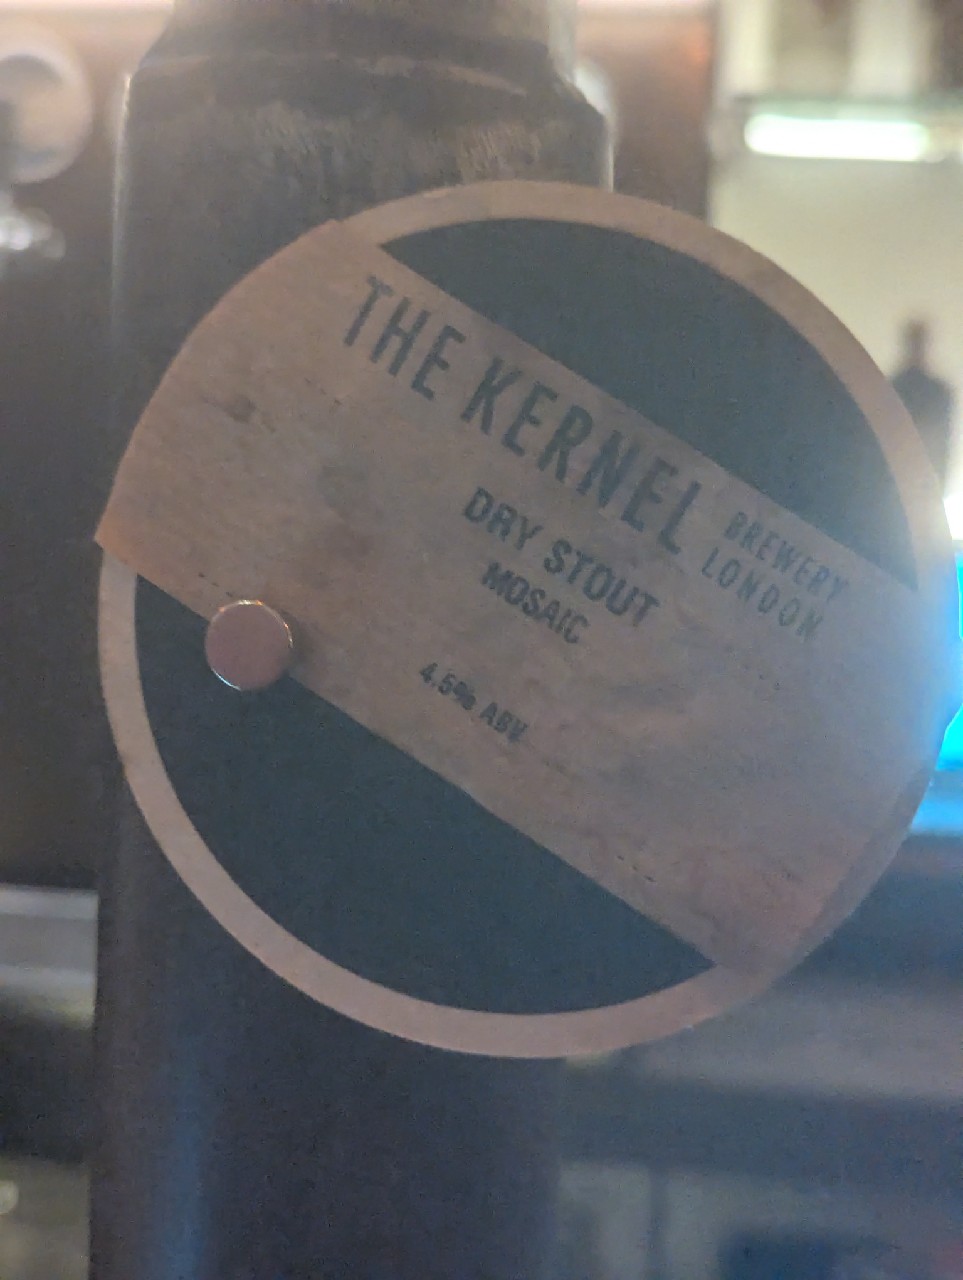 THE KERNEL
BREWERY
LONDON
DRY STOUT
MOSAIC
4.5% ABV